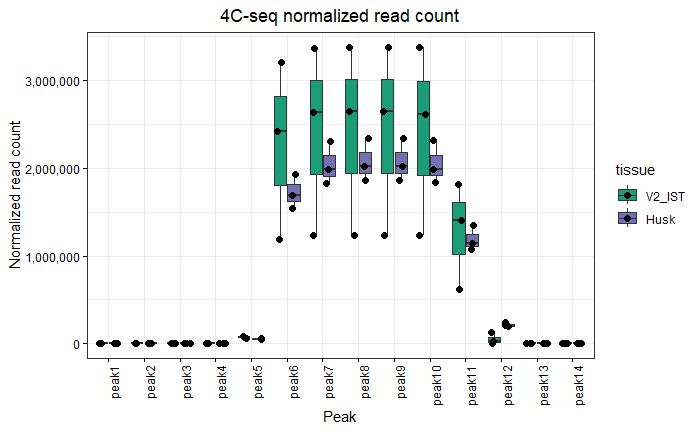 4C-seq normalized read count
Normalized read count
3,000,000
2,000,000
1,000,000
0
peak1
peak2
peak3
peak4
peak5
peak6
peak7
peak8
peak9
peak10
peak11
peak12
peak13
peak14
Peak
tissue
V2_IST
Husk